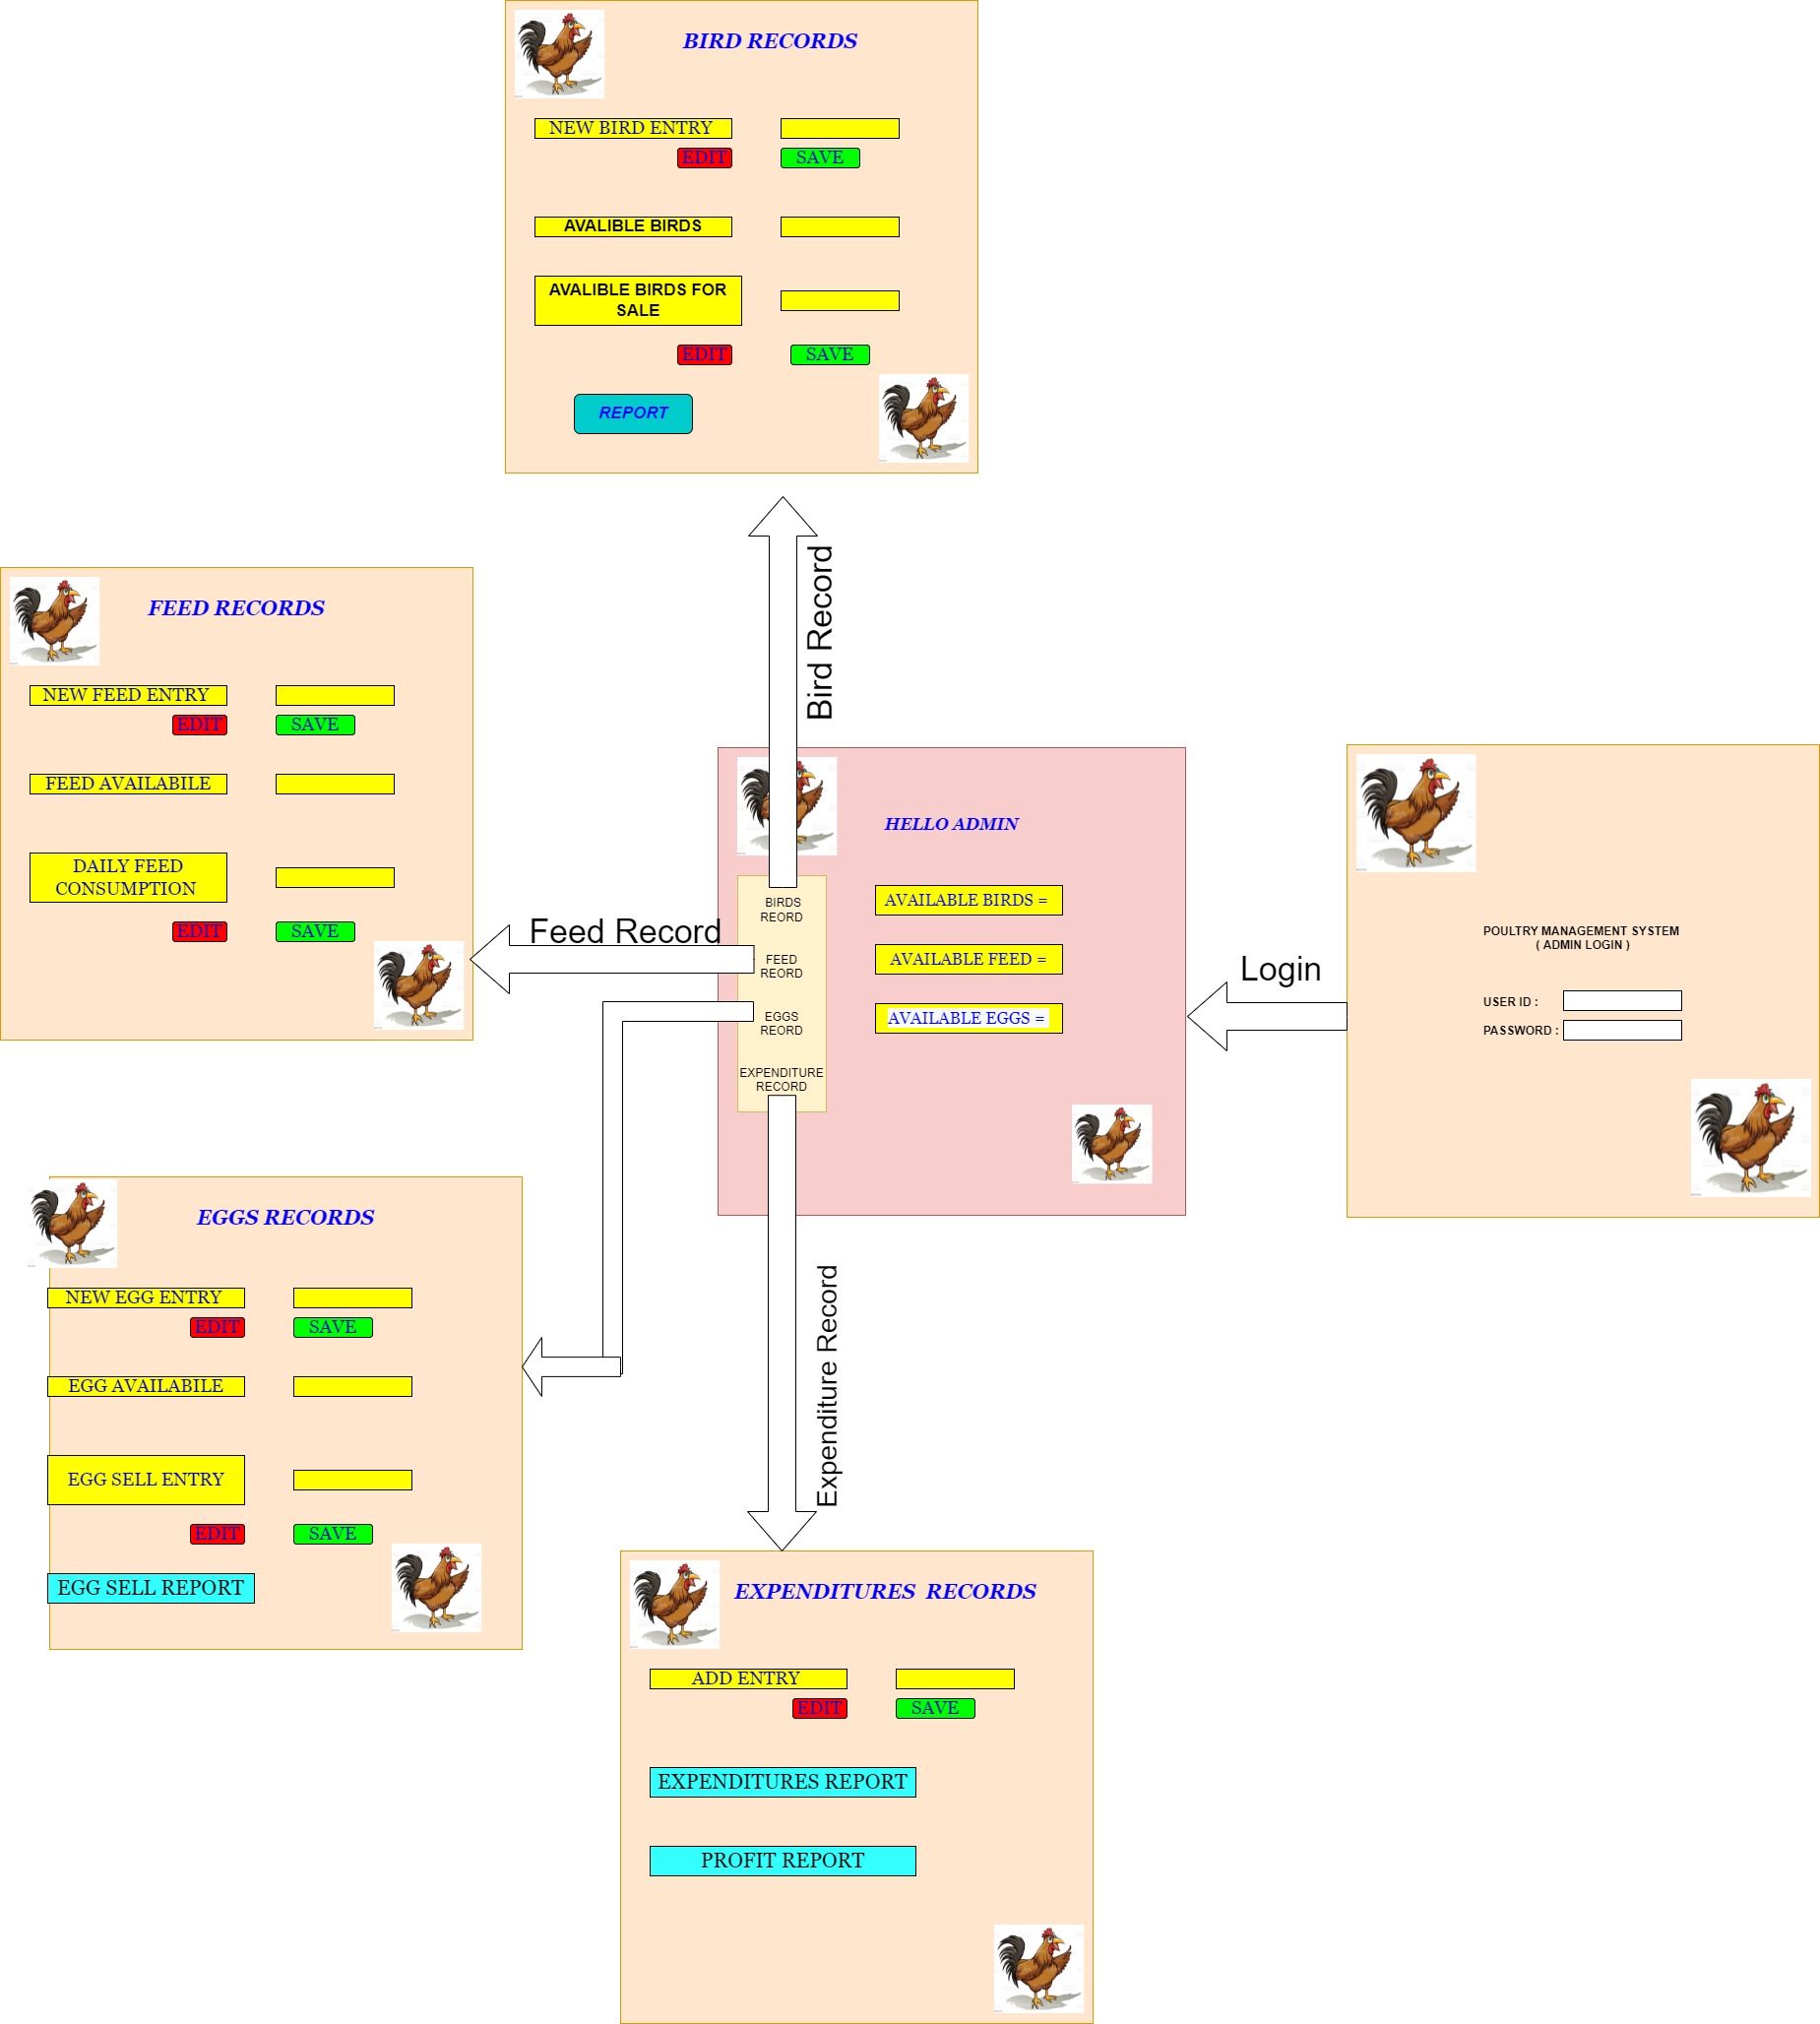 BIRD RECORDS
NEW BIRD ENTRY
EDIT
SAVE
AVALIBLE BIRDS
AVALIBLE BIRDS FOR
SALE
EDIT
SAVE
REPORT
Bird Record
FEED RECORDS
NEW FEED ENTRY
EDIT
SAVE
FEED AVAILABILE
DAILY FEED
CONSUMPTION
EDIT
SAVE
Feed Record
HELLO ADMIN
BIRDS
REORD
FEED
REORD
EGGS
REORD
EXPENDITURE
RECORD
AVAILABLE BIRDS =
AVAILABLE FEED =
AVAILABLE EGGS =
Login
POULTRY MANAGEMENT SYSTEM
( ADMIN LOGIN )
USER ID :
PASSWORD :
EGGS RECORDS
NEW EGG ENTRY
EDIT
SAVE
EGG AVAILABILE
EGG SELL ENTRY
EDIT
SAVE
EGG SELL REPORT
Expenditure Record
EXPENDITURES RECORDS
ADD ENTRY
EDIT
SAVE
EXPENDITURES REPORT
PROFIT REPORT